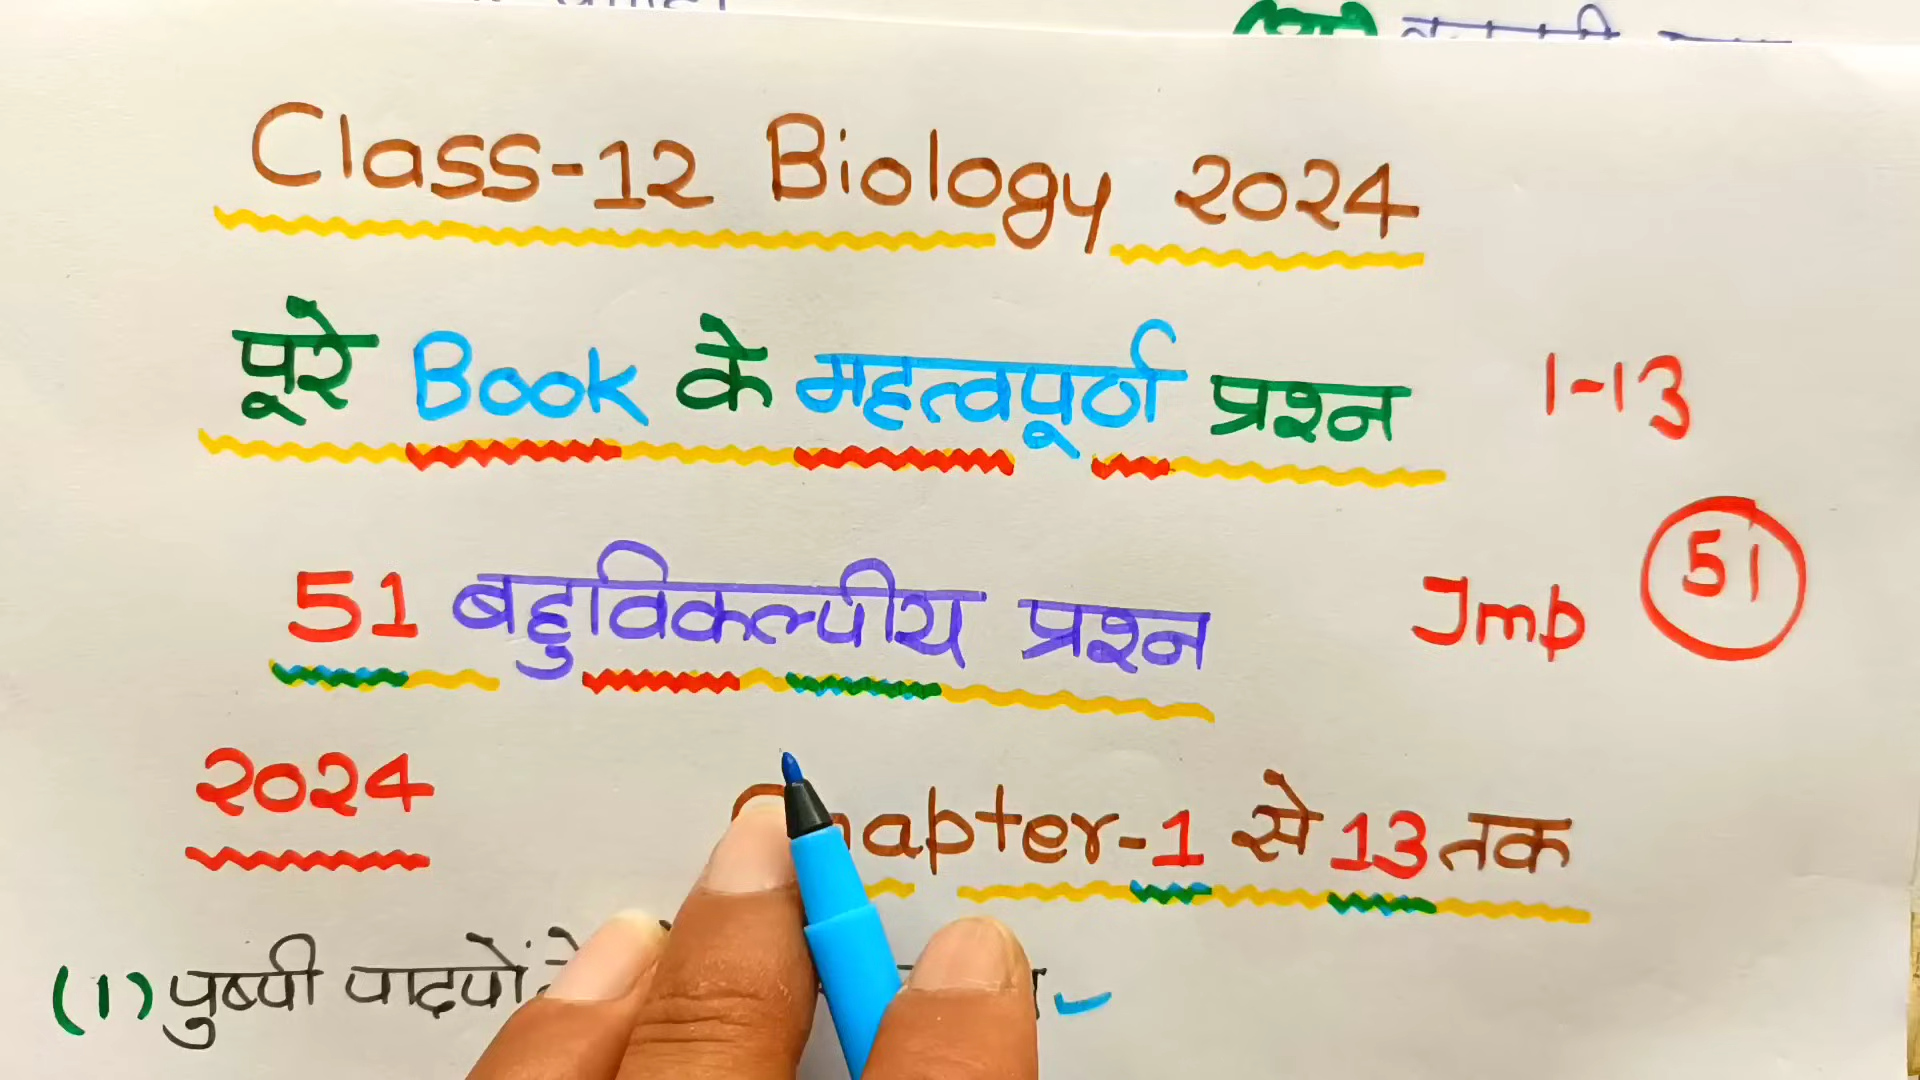 Class-12 Biology 2024
पूरे Book के महत्वपूर्ण प्रश्न 1-13
51 बहुविकल्पीय प्रश्न Imp 51
2024 Chapter-1 से 13 तक
(1) पुष्पी पादपों